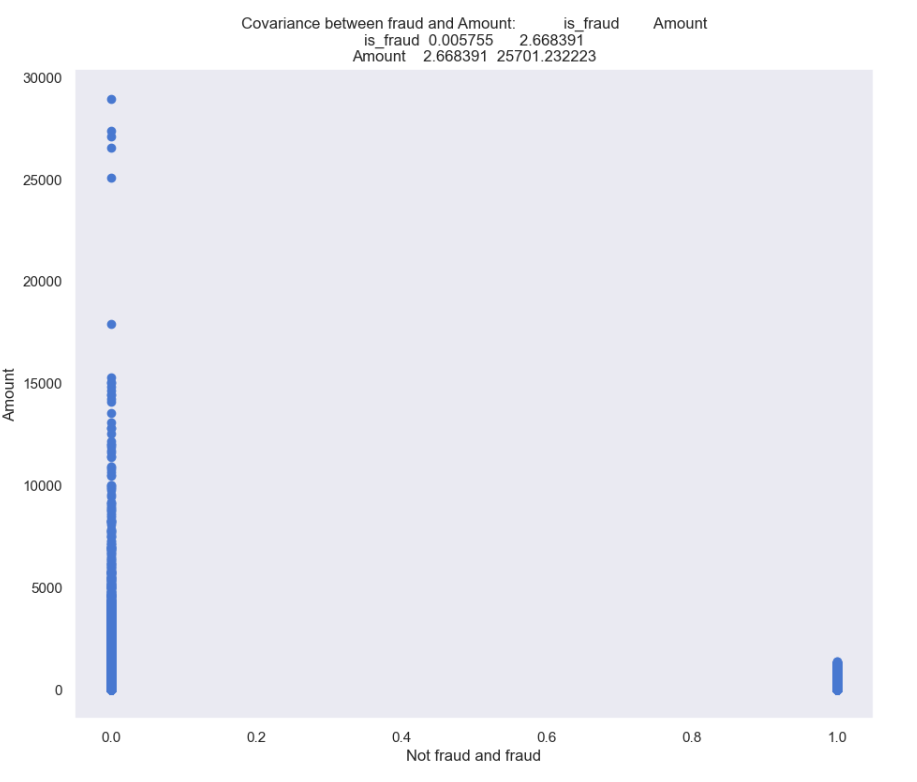 Covariance between fraud and Amount: is_fraud Amount
is_fraud 0.005755 2.668391
Amount 2.668391 25701.232223
30000
25000
20000
15000
10000
5000
0
Amount
0.0 0.2 0.4 0.6 0.8 1.0
Not fraud and fraud